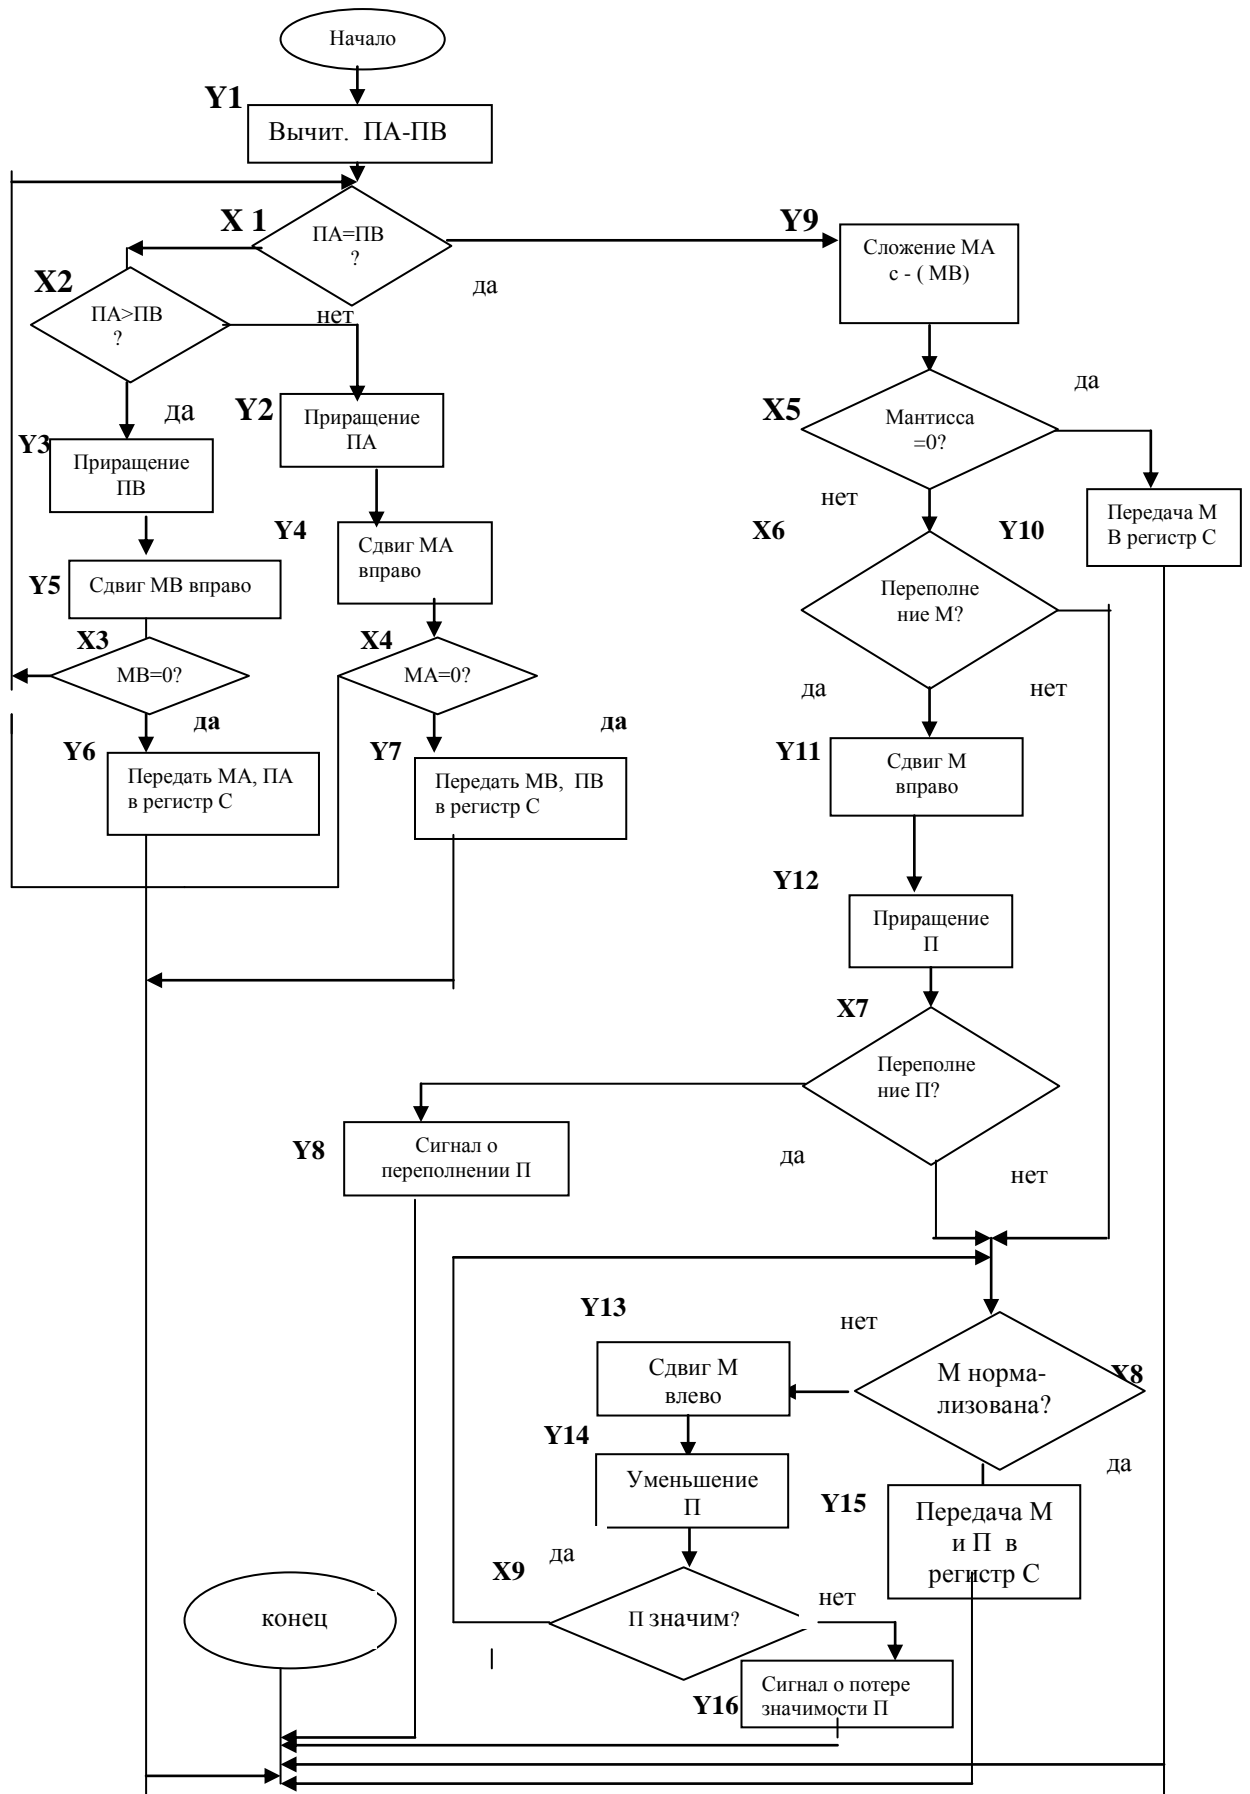 Начало
Y1
Вычит. ПА-ПВ
X 1
ПА=ПВ
?
да
Y9
Сложение МА
с - ( МВ)
X2
ПА>ПВ
?
нет
да
Y2
Приращение
ПА
Y3
Приращение
ПВ
Y4
Сдвиг МА
вправо
Y5
Сдвиг МВ вправо
X3
МВ=0?
да
X4
МА=0?
да
Y6
Передать МА, ПА
в регистр С
Y7
Передать МВ, ПВ
в регистр С
X5
Мантисса
=0?
да
нет
Y10
Передача М
В регистр С
X6
Переполне
ние М?
да
нет
Y11
Сдвиг М
вправо
Y12
Приращение
П
X7
Переполне
ние П?
да
нет
Y8
Сигнал о
переполнении П
X8
М норма-
лизована?
нет
да
Y13
Сдвиг М
влево
Y14
Уменьшение
П
Y15
Передача М
и П в
регистр С
X9
П значим?
да
нет
Y16
Сигнал о потере
значимости П
конец